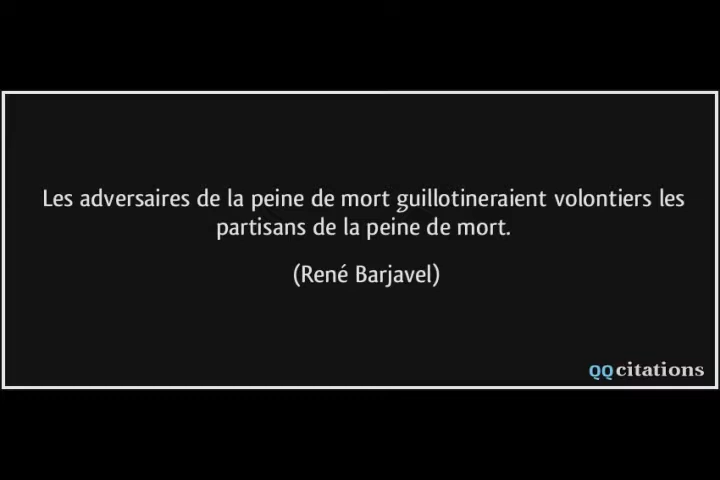 Les adversaires de la peine de mort guillotineraient volontiers les
partisans de la peine de mort.
(René Barjavel)
QQcitations